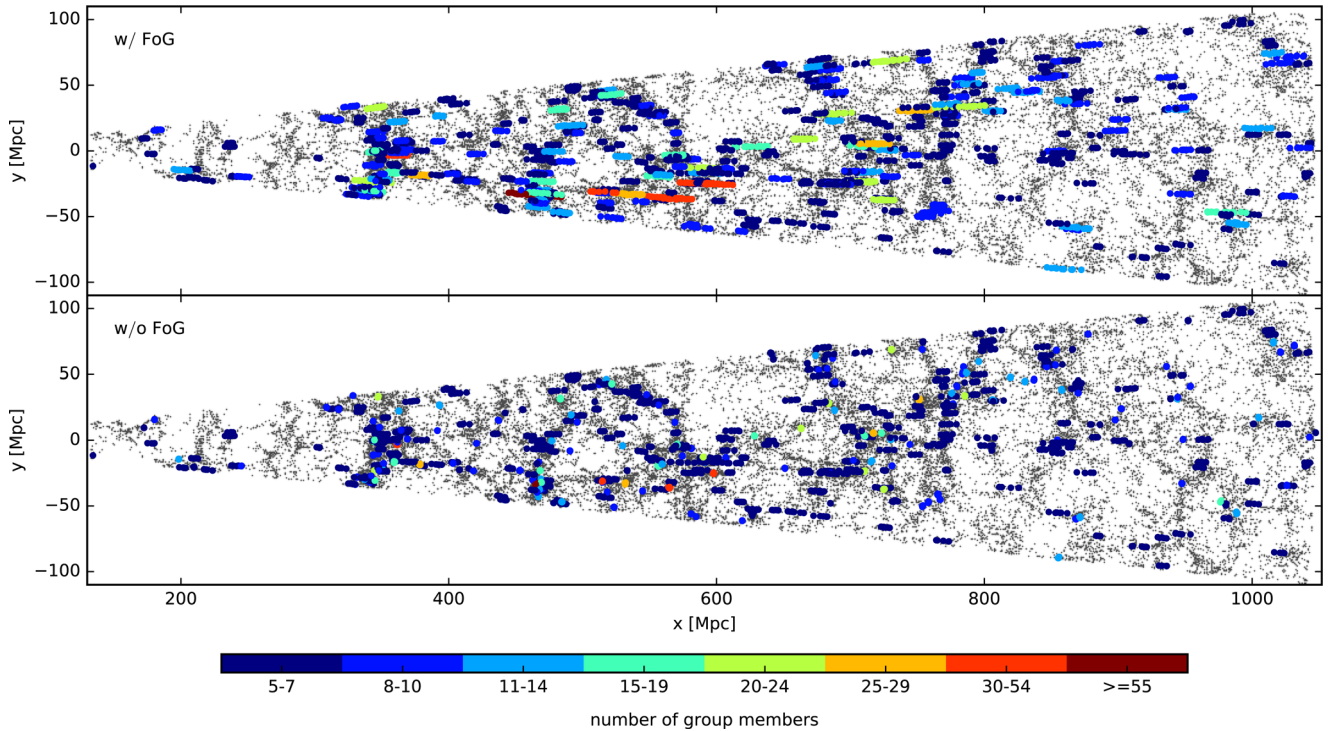 w/ FoG
y [Mpc]
100
50
0
−50
−100
w/o FoG
y [Mpc]
100
50
0
−50
−100
200 400 600 800 1000
x [Mpc]
5-7 8-10 11-14 15-19 20-24 25-29 30-54 >=55
number of group members